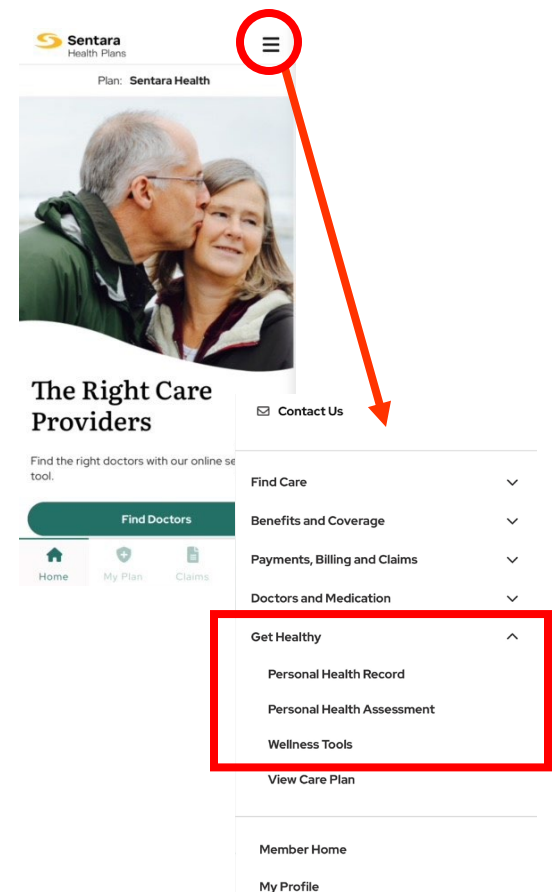 Sentara
Health Plans
Plan: Sentara Health
The Right Care
Providers
Find the right doctors with our online se
tool.
Find Doctors
Home
My Plan
Claims
Contact Us
Find Care
Benefits and Coverage
Payments, Billing and Claims
Doctors and Medication
Get Healthy
Personal Health Record
Personal Health Assessment
Wellness Tools
View Care Plan
Member Home
My Profile